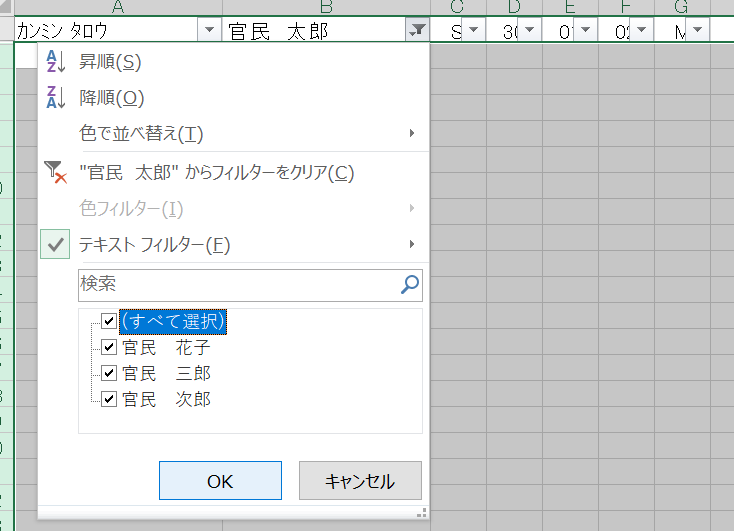 A B C D E F G
カンミン タロウ 官民　太郎 S 30 01 02 M
昇順(S)
降順(O)
色で並べ替え(T)
"官民　太郎" からフィルターをクリア(C)
色フィルター(I)
テキスト フィルター(F)
検索
(すべて選択)
官民　花子
官民　三郎
官民　次郎
OK キャンセル